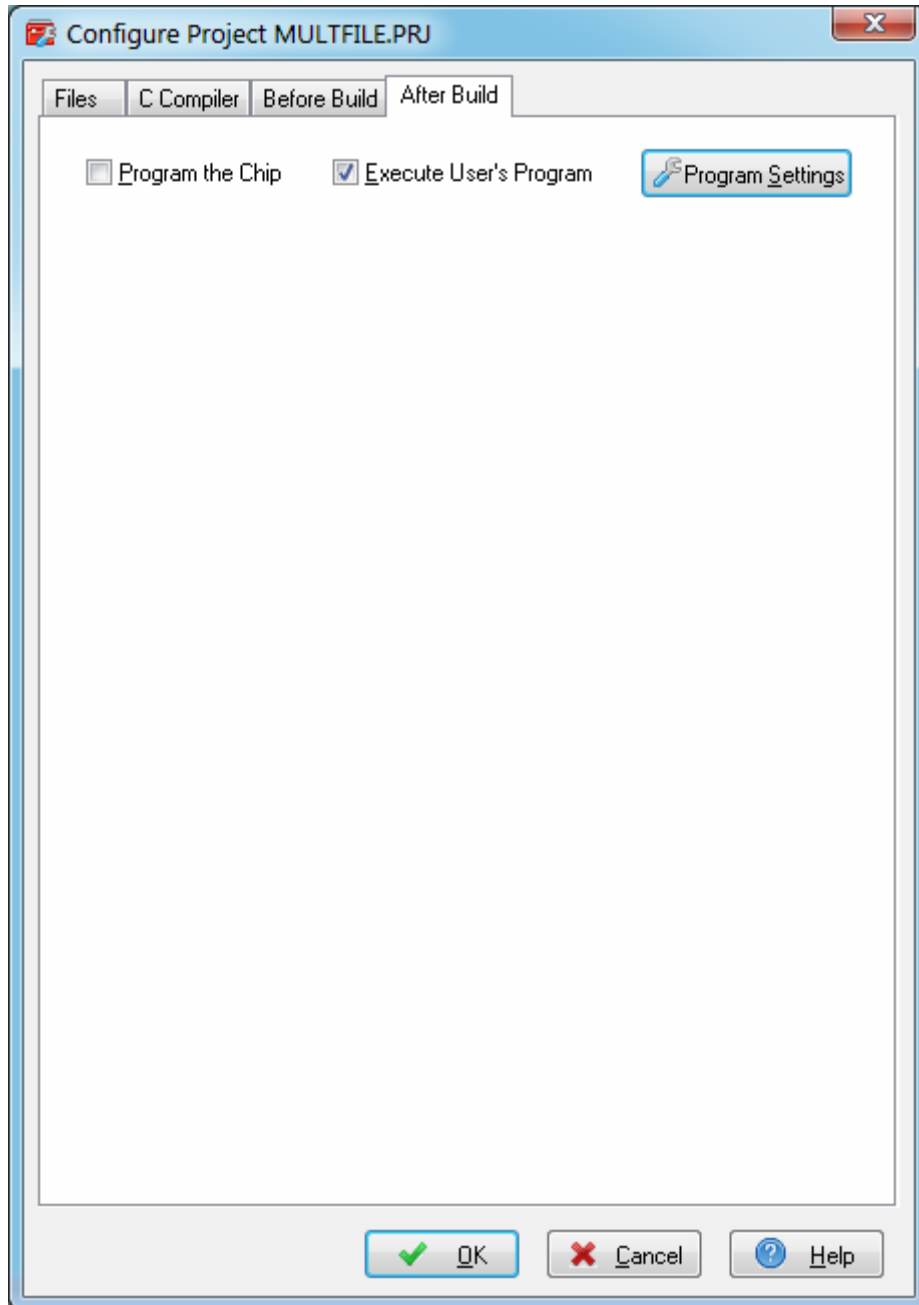 Configure Project MULTFILE.PRJ
Files C Compiler Before Build After Build
Program the Chip Execute User's Program Program Settings
OK Cancel Help